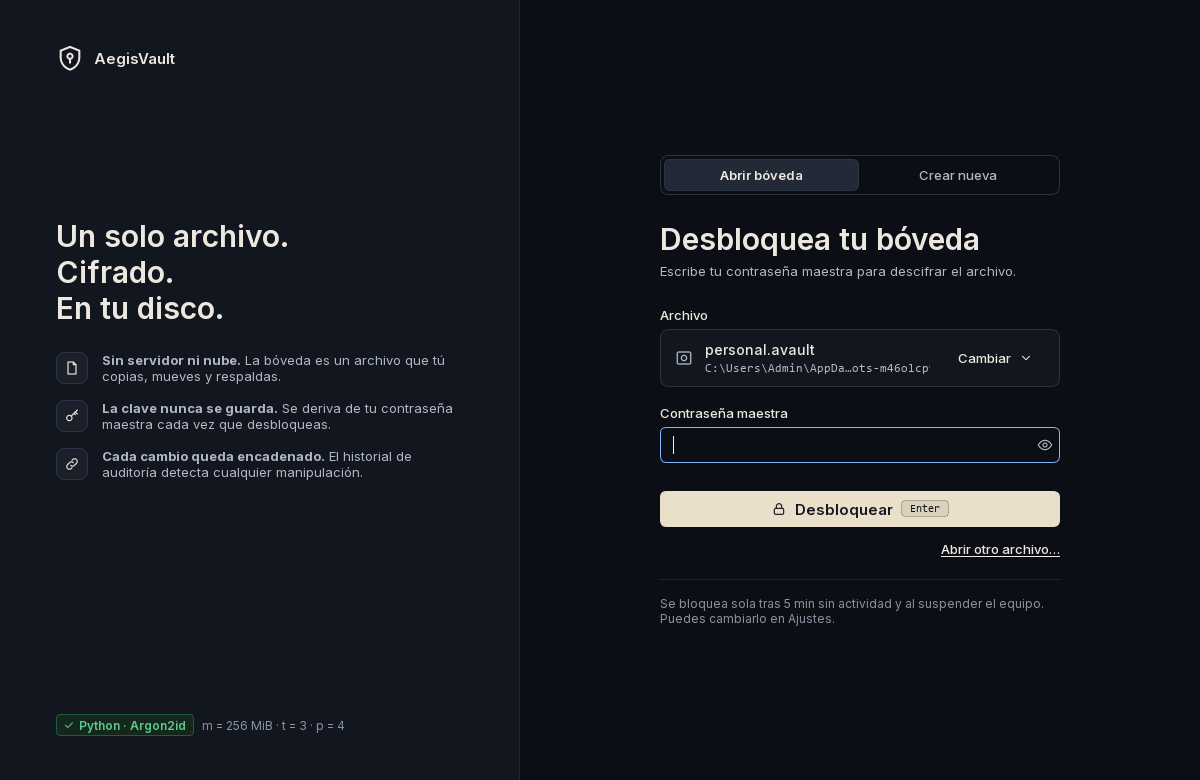 AegisVault
Un solo archivo.
Cifrado.
En tu disco.
Sin servidor ni nube. La bóveda es un archivo que tú
copias, mueves y respaldas.
La clave nunca se guarda. Se deriva de tu contraseña
maestra cada vez que desbloqueas.
Cada cambio queda encadenado. El historial de
auditoría detecta cualquier manipulación.
Python · Argon2id
m = 256 MiB · t = 3 · p = 4
Abrir bóveda
Crear nueva
Desbloquea tu bóveda
Escribe tu contraseña maestra para descifrar el archivo.
Archivo
personal.avault
C:\Users\Admin\AppDa…ots-m46o1cp
Cambiar
Contraseña maestra
Desbloquear
Enter
Abrir otro archivo…
Se bloquea sola tras 5 min sin actividad y al suspender el equipo.
Puedes cambiarlo en Ajustes.